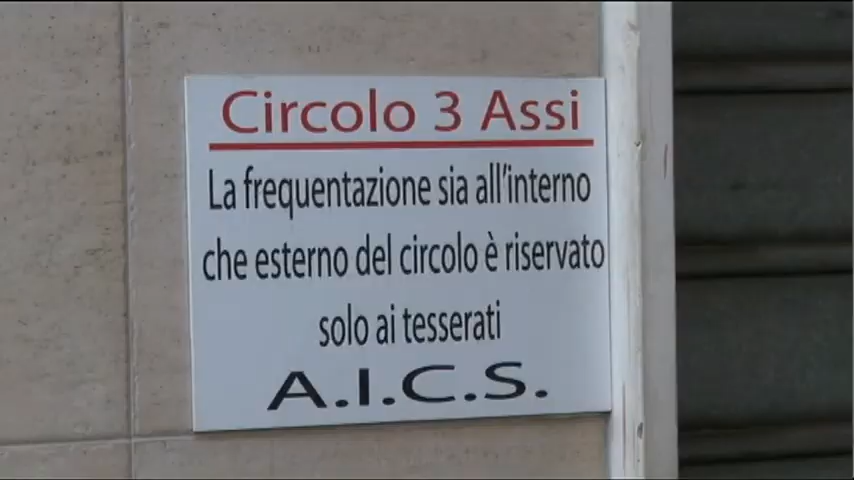 Circolo 3 Assi
La frequentazione sia all'interno
che esterno del circolo è riservato
solo ai tesserati
A.I.C.S.